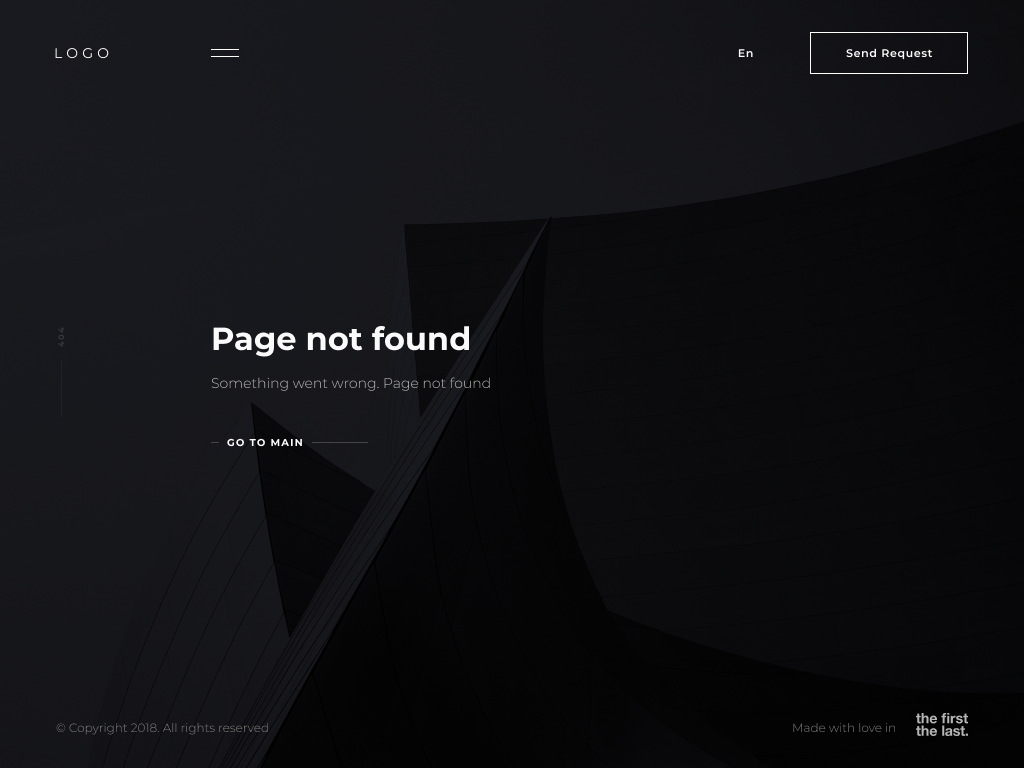 LOGO
En
Send Request
404
Page not found
Something went wrong. Page not found
GO TO MAIN
© Copyright 2018. All rights reserved
Made with love in
the first
the last.